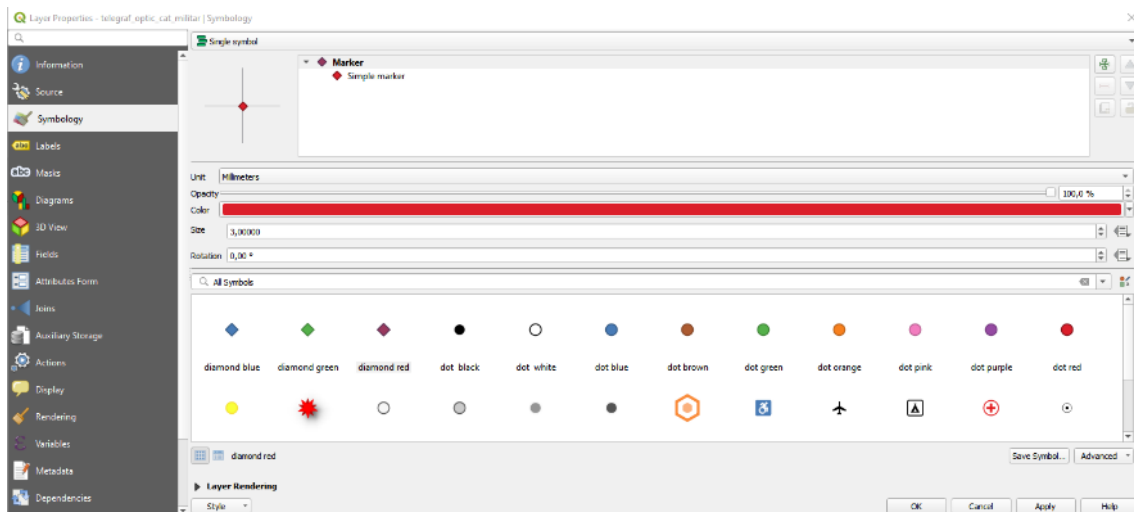 Layer Properties - telegraf_optic_cat_militar | Symbology
Single symbol
Information
Source
Symbology
Labels
Masks
Diagrams
3D View
Fields
Attributes Form
Joins
Auxiliary Storage
Actions
Display
Rendering
Variables
Metadata
Dependencies
Marker
Simple marker
Unit Millimeters
Opacity 100,0 %
Color
Size 3,00000
Rotation 0,00 °
All Symbols
diamond blue diamond green diamond red dot black dot white dot blue dot brown dot green dot orange dot pink dot purple dot red
diamond red
Save Symbol... Advanced
Layer Rendering
Style OK Cancel Apply Help